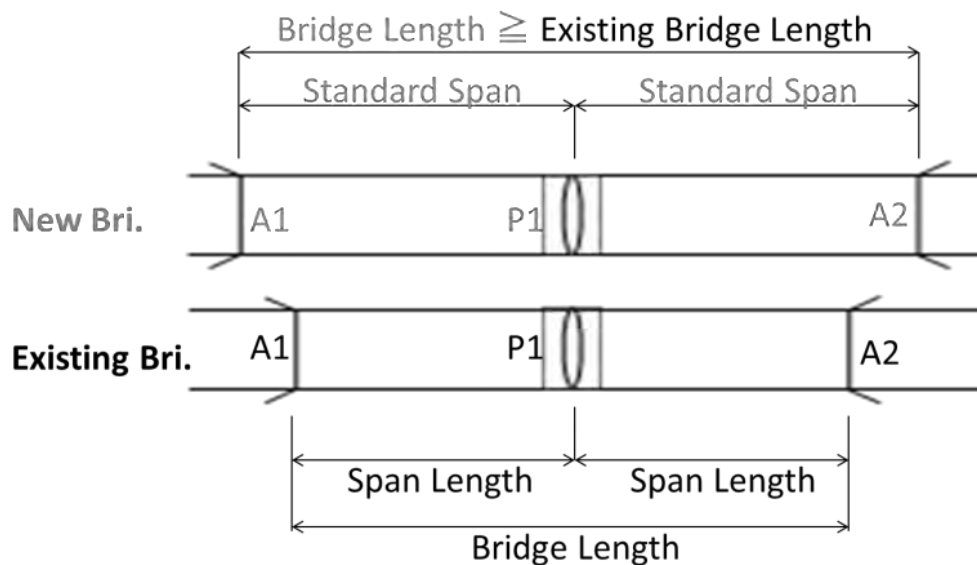 Bridge Length ≧ Existing Bridge Length
Standard Span Standard Span
New Bri. A1 P1 A2
Existing Bri. A1 P1 A2
Span Length Span Length
Bridge Length